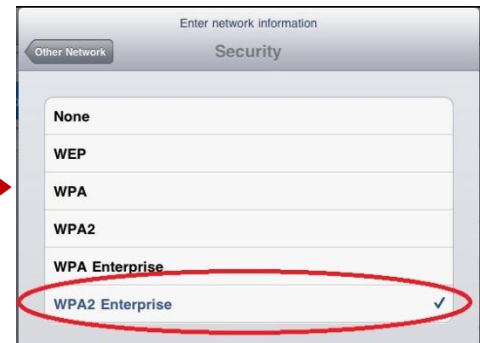 Enter network information
Other Network
Security
None
WEP
WPA
WPA2
WPA Enterprise
WPA2 Enterprise